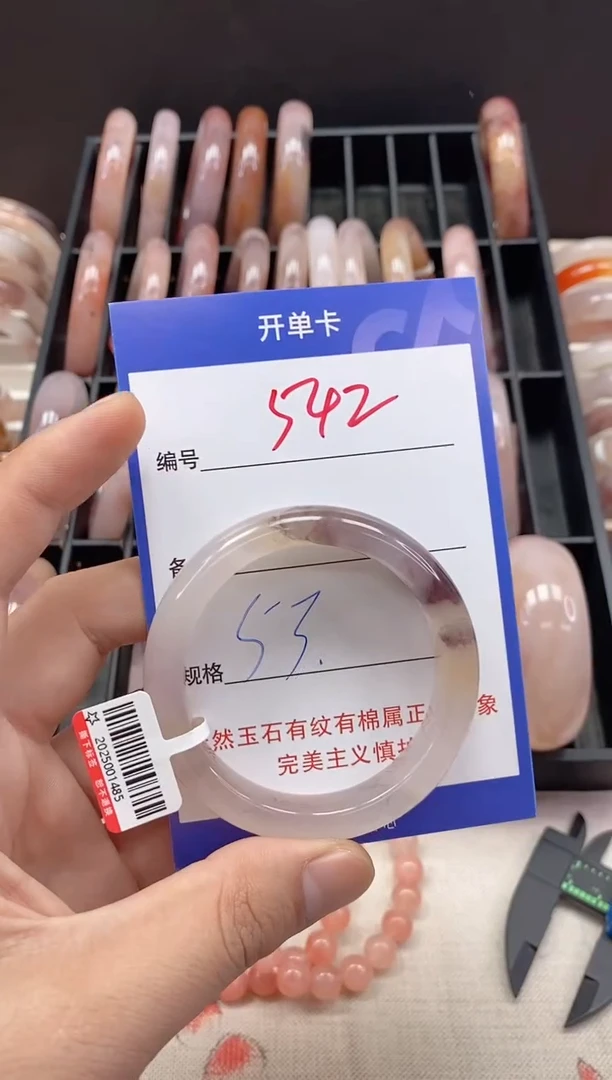 开单卡
编号 542
规格 53.
然玉石有纹有棉属正
象
完美主义慎
2025001485